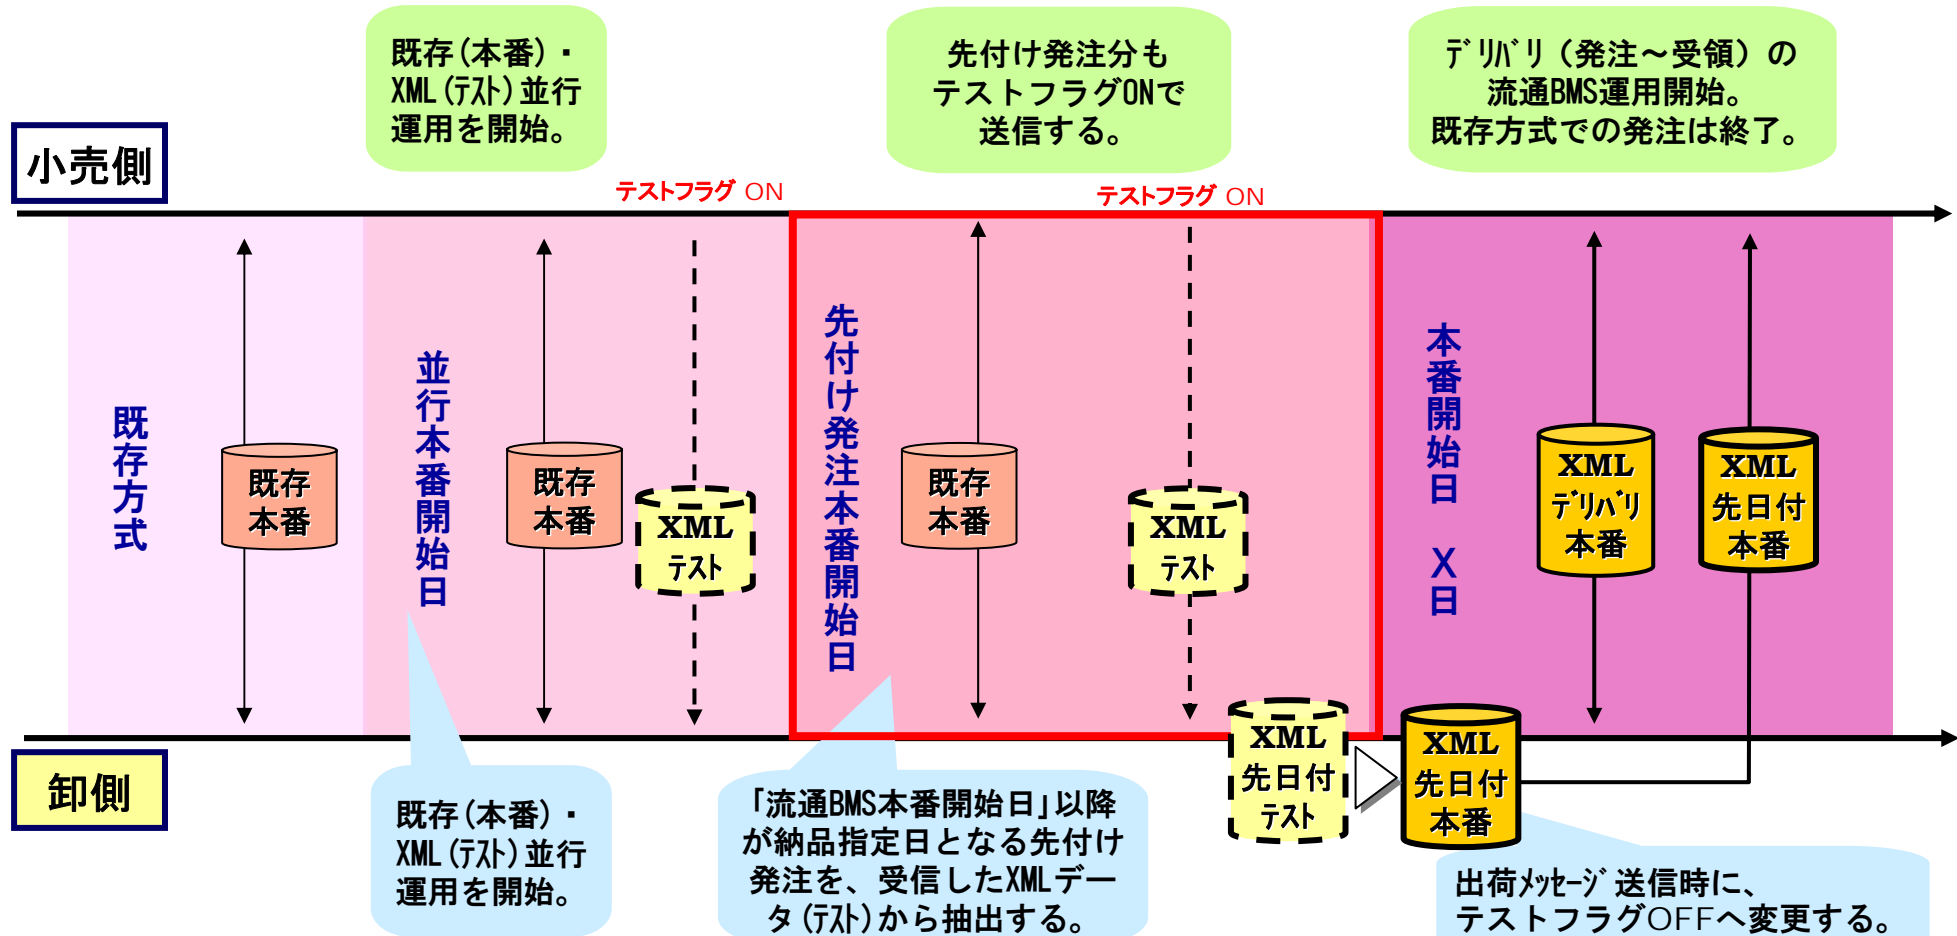 既存(本番)・
XML(ﾃｽﾄ)並行
運用を開始。
先付け発注分も
テストフラグONで
送信する。
ﾃﾞﾘﾊﾞﾘ(発注～受領)の
流通BMS運用開始。
既存方式での発注は終了。
小売側
テストフラグ ON
テストフラグ ON
既存方式
既存
本番
並行本番開始日
既存
本番
XML
ﾃｽﾄ
先付け発注本番開始日
既存
本番
XML
ﾃｽﾄ
本番開始日 X日
XML
ﾃﾞﾘﾊﾞﾘ
本番
XML
先日付
本番
卸側
XML
先日付
ﾃｽﾄ
XML
先日付
本番
既存(本番)・
XML(ﾃｽﾄ)並行
運用を開始。
「流通BMS本番開始日」以降
が納品指定日となる先付け
発注を、受信したXMLデー
タ(ﾃｽﾄ)から抽出する。
出荷ﾒｯｾｰｼﾞ送信時に、
テストフラグOFFへ変更する。